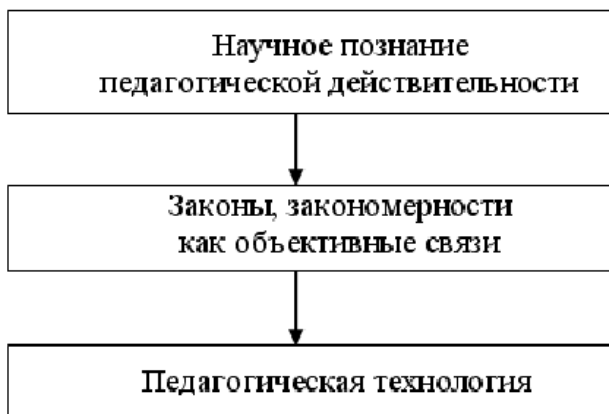 Научное познание
педагогической действительности
Законы, закономерности
как объективные связи
Педагогическая технология